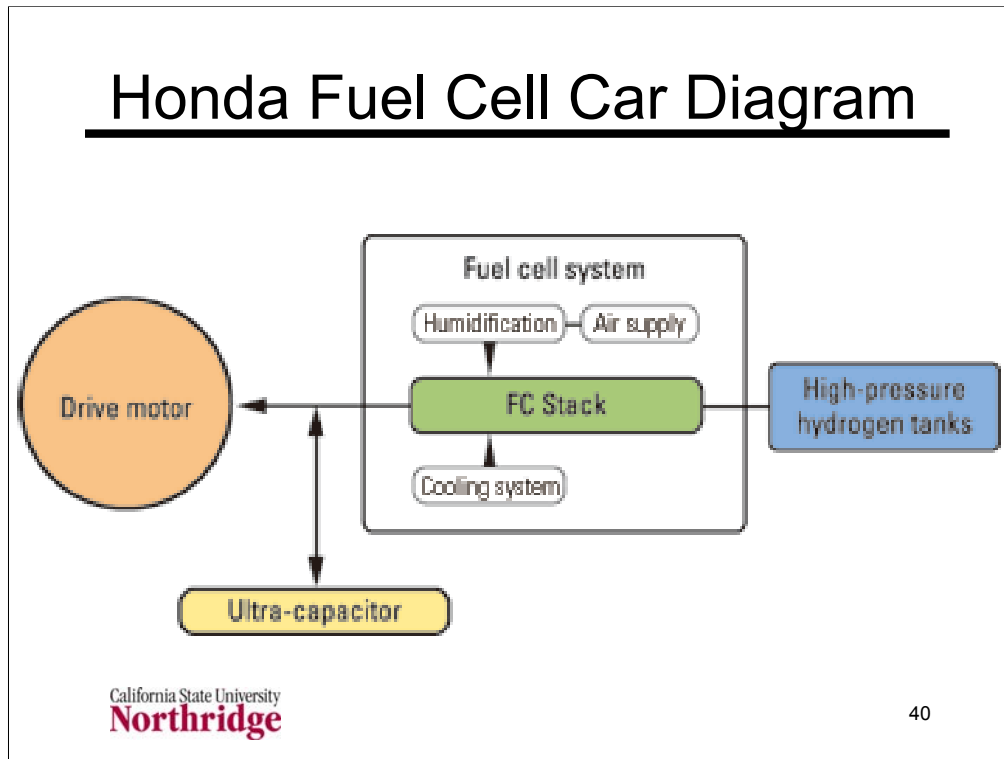 Honda Fuel Cell Car Diagram
Fuel cell system
Humidification
Air supply
Drive motor
FC Stack
High-pressure
hydrogen tanks
Cooling system
Ultra-capacitor
California State University
Northridge
40